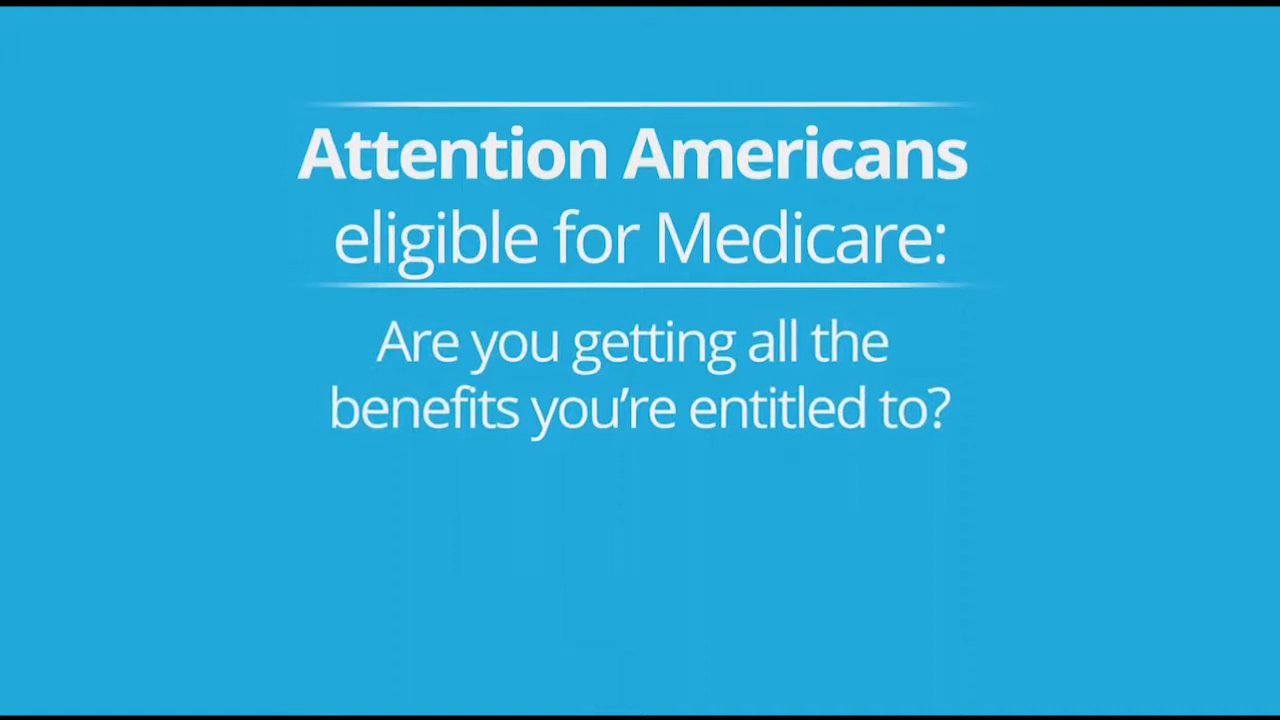 Attention Americans
eligible for Medicare:
Are you getting all the
benefits you're entitled to?